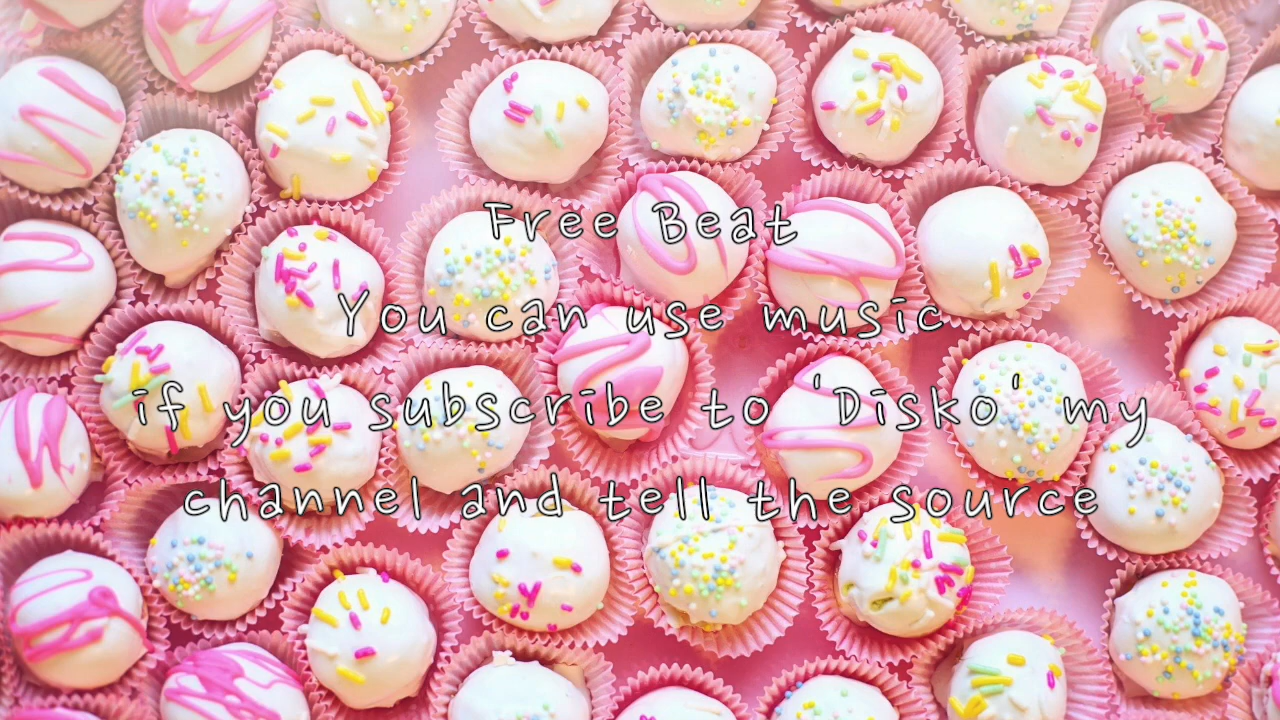 Free Beat
You can use music
if you subscribe to 'Disko' my
channel and tell the source